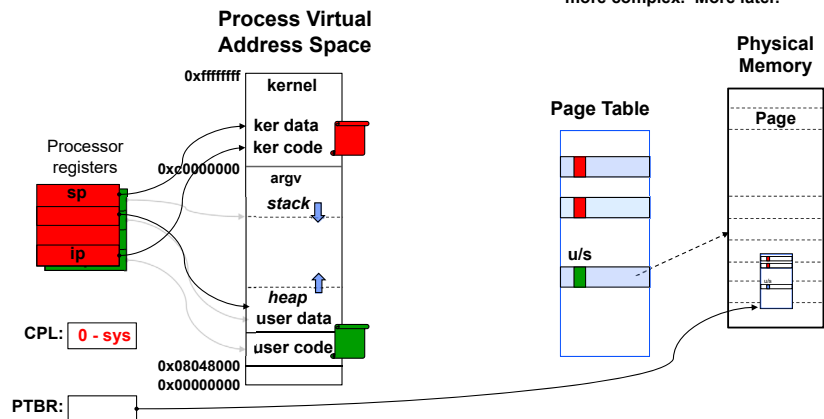 more complex. More later.
Process Virtual
Address Space
Physical
Memory
0xffffffff
kernel
Page Table
Page
ker data
ker code
Processor
registers
0xc0000000
argv
sp
stack
ip
u/s
u/s
heap
user data
CPL:
0 - sys
user code
0x08048000
0x00000000
PTBR: